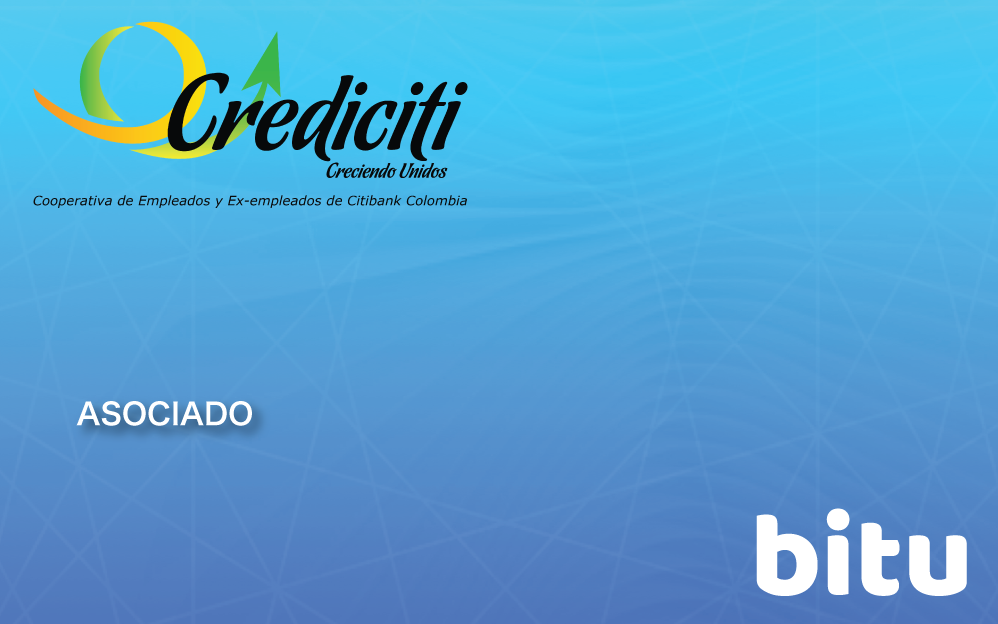 Crediciti
Creciendo Unidos
Cooperativa de Empleados y Ex-empleados de Citibank Colombia
ASOCIADO
bitu